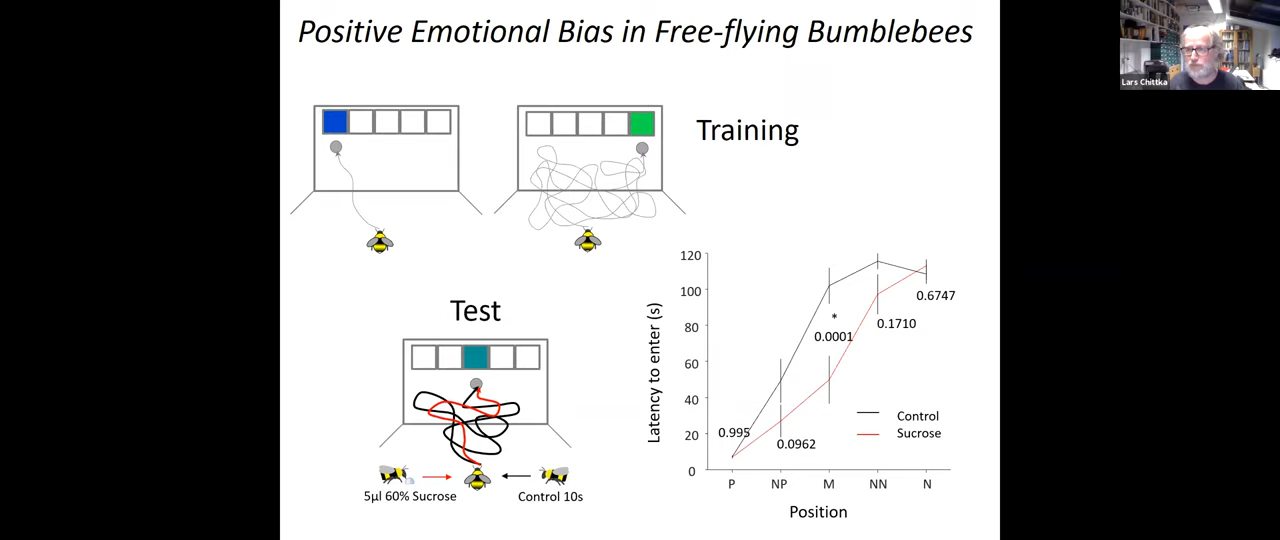 Positive Emotional Bias in Free-flying Bumblebees
Lars Chittka
Training
Test
5µl 60% Sucrose
Control 10s
Latency to enter (s)
120
100
80
60
40
20
0
0.995
0.0962
*
0.0001
0.1710
0.6747
Control
Sucrose
P NP M NN N
Position